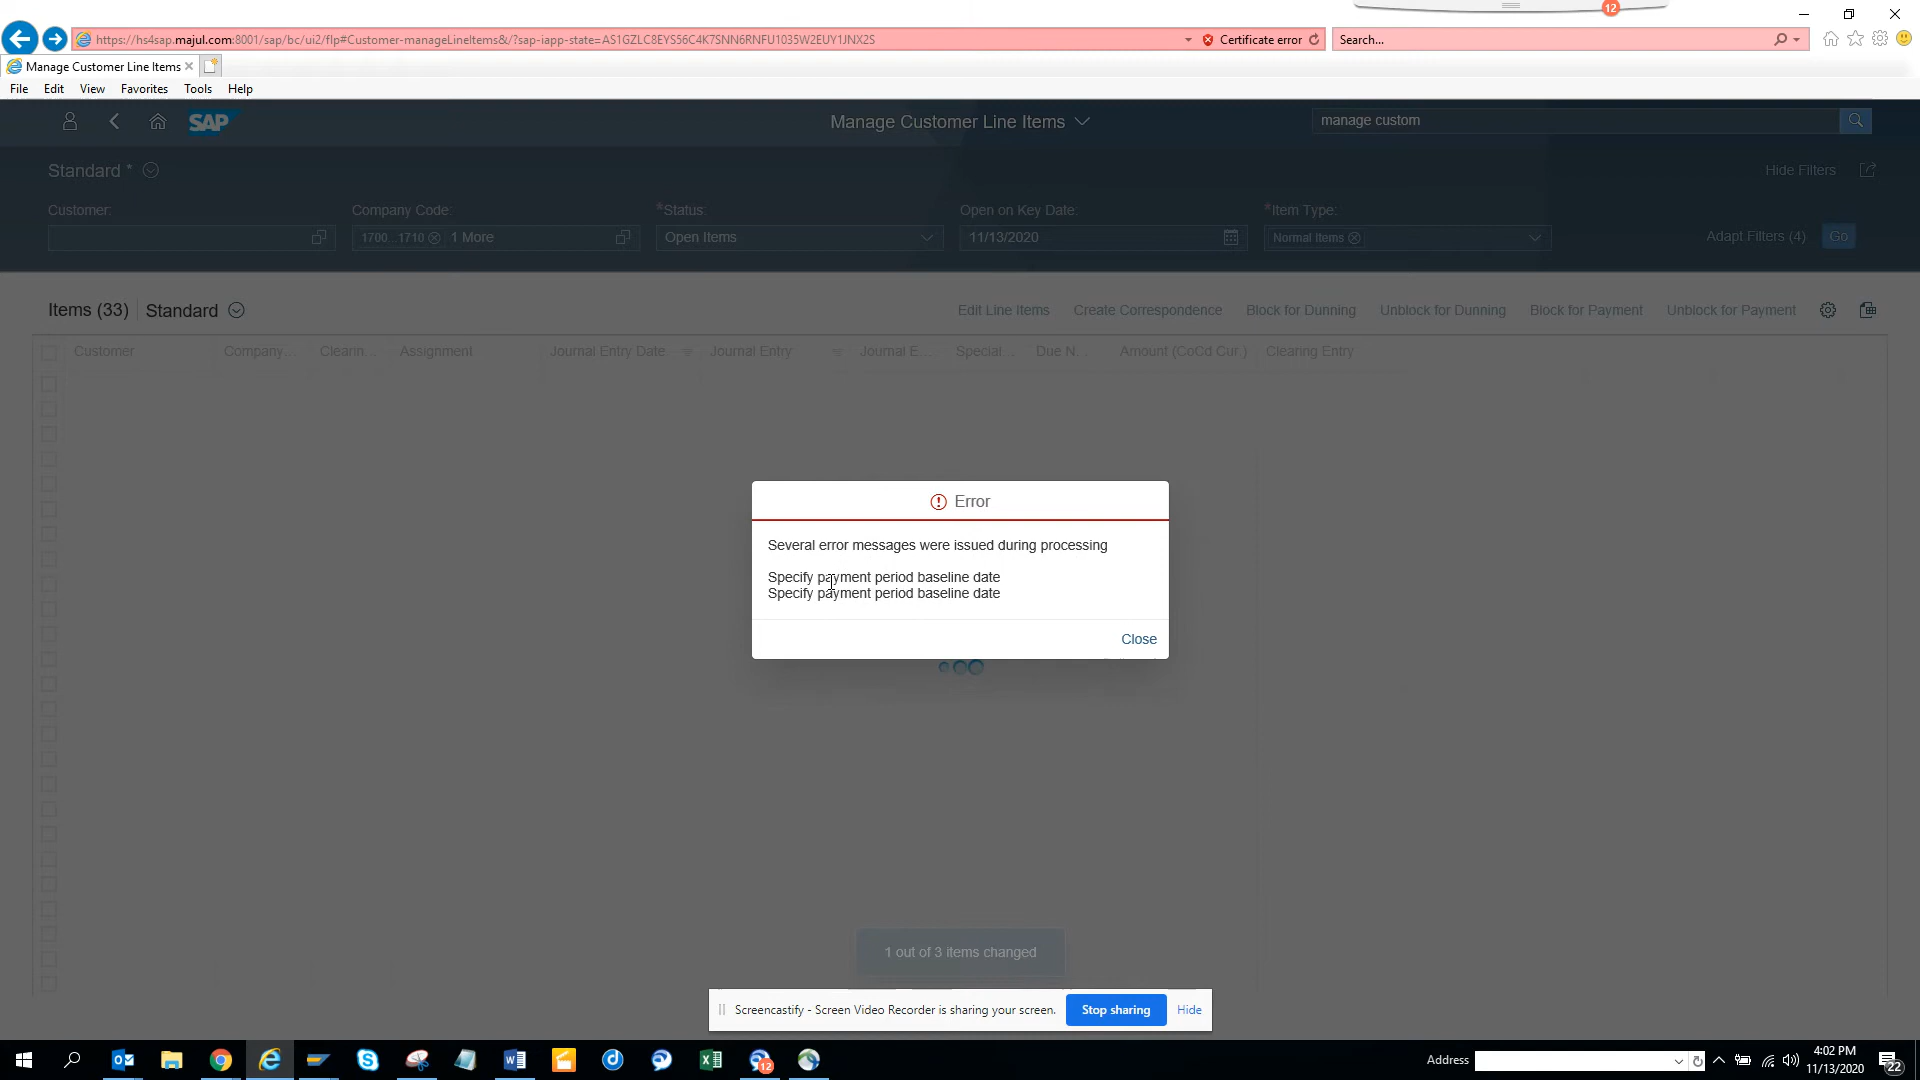 12
https://hs4sap.majul.com:8001/sap/bc/ui2/flp#Customer-manageLineItems&/?sap-iapp-state=AS1GZLC8EYS56C4K7SNN6RNFU1035W2EUY1JNX2S
Certificate error
Search...
Manage Customer Line Items
File Edit View Favorites Tools Help
SAP
Manage Customer Line Items
manage custom
Standard *
Hide Filters
Customer:
Company Code:
*Status:
Open on Key Date:
*Item Type:
1700...1710
1 More
Open Items
11/13/2020
Normal Items
Adapt Filters (4)
Go
Items (33)
Standard
Edit Line Items
Create Correspondence
Block for Dunning
Unblock for Dunning
Block for Payment
Unblock for Payment
Customer
Company...
Clearin...
Assignment
Journal Entry Date
Journal Entry
Journal E...
Special...
Due N...
Amount (CoCd Cur.)
Clearing Entry
Error
Several error messages were issued during processing
Specify payment period baseline date
Specify payment period baseline date
Close
1 out of 3 items changed
Screencastify - Screen Video Recorder is sharing your screen.
Stop sharing
Hide
12
Address
4:02 PM
11/13/2020
22